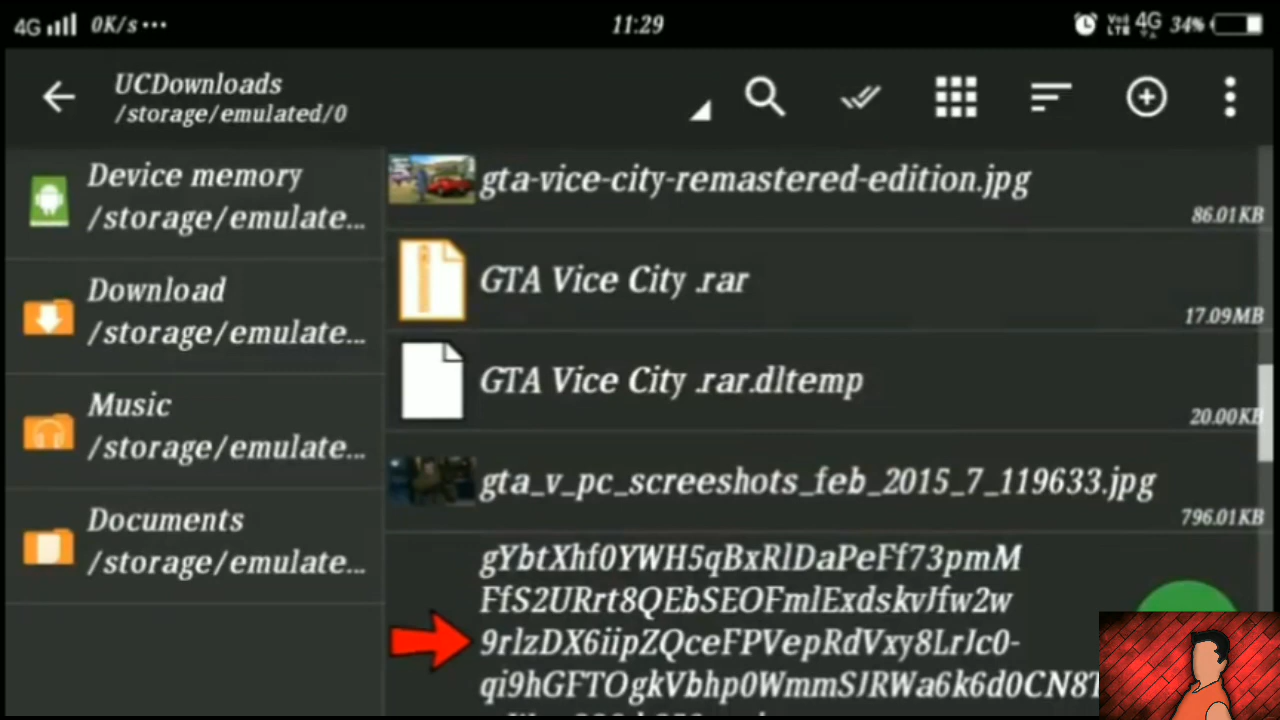 4G 0K/s ... 11:29 VoLTE 4G 34%
UCDownloads
/storage/emulated/0
Device memory
/storage/emulate...
Download
/storage/emulate...
Music
/storage/emulate...
Documents
/storage/emulate...
gta-vice-city-remastered-edition.jpg
86.01KB
GTA Vice City .rar
17.09MB
GTA Vice City .rar.dltemp
20.00KB
gta_v_pc_screeshots_feb_2015_7_119633.jpg
796.01KB
gYbtXhf0YWH5qBxRlDaPeFf73pmM
FfS2URrt8QEbSEOFmlExdskvJfw2w
9rlzDX6iipZQceFPVepRdVxy8LrJc0-
qi9hGFTOgkVbhp0WmmSJRWa6k6d0CN8T